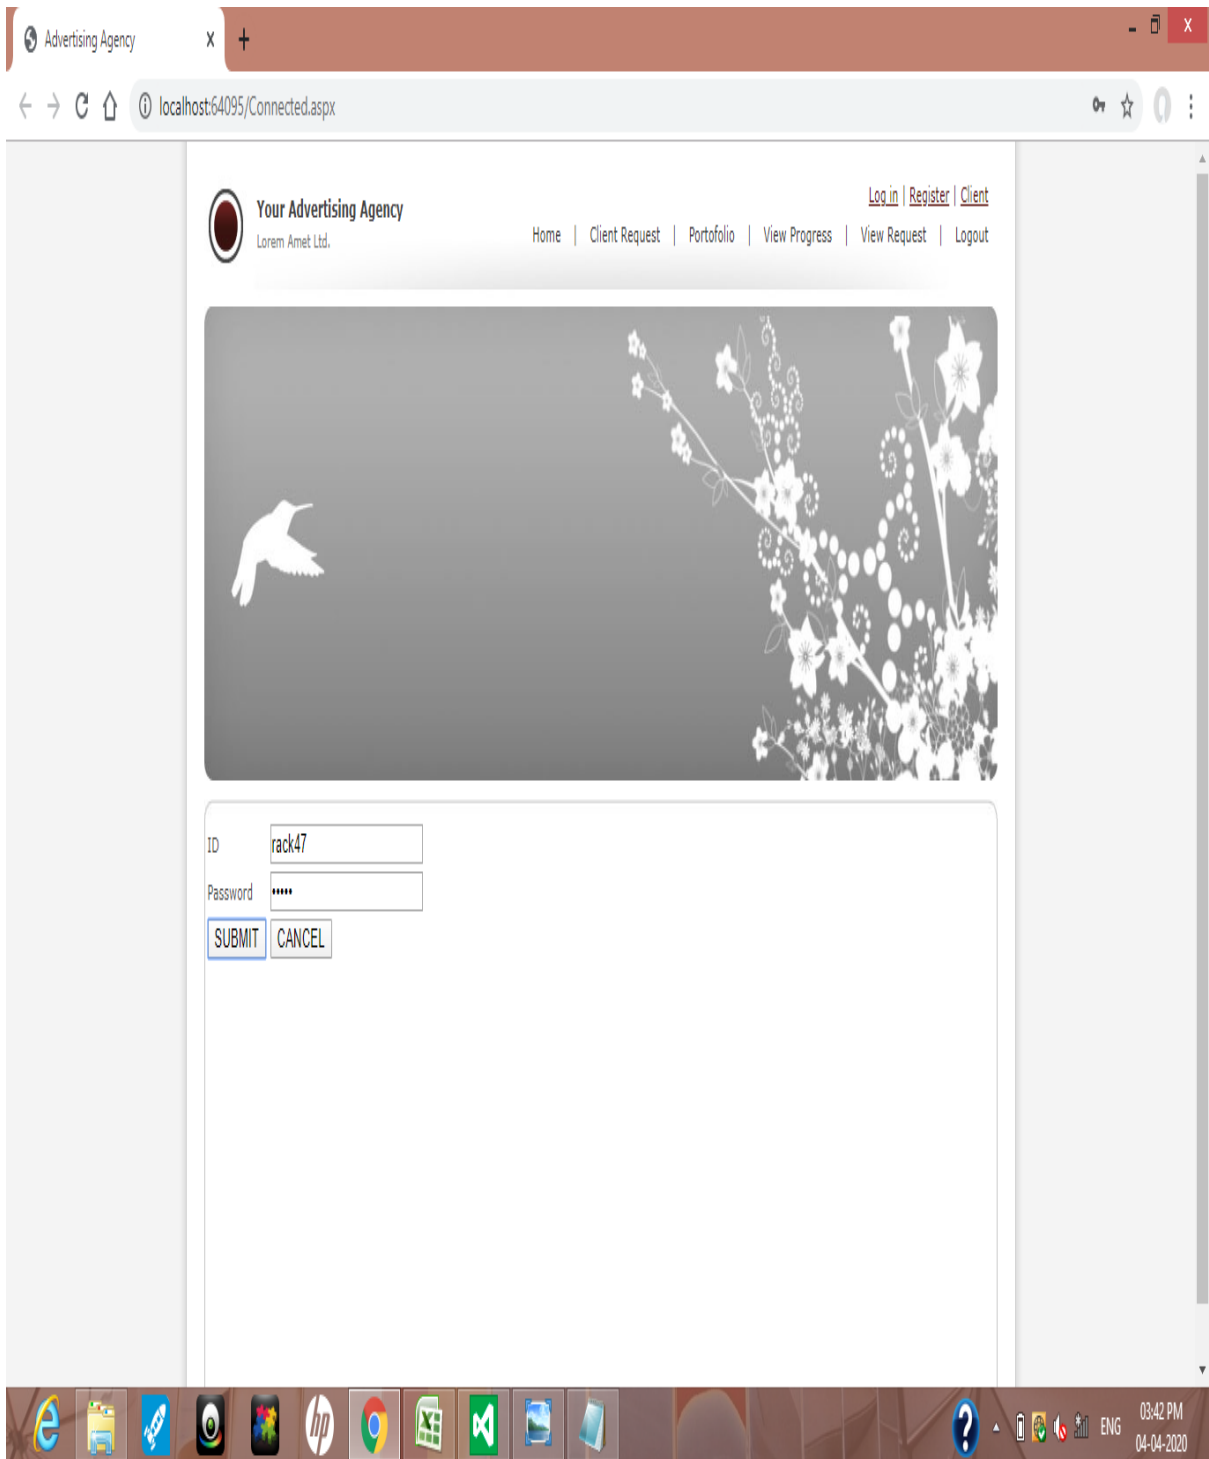 Advertising Agency
localhost:64095/Connected.aspx
Log in | Register | Client
Your Advertising Agency
Lorem Amet Ltd.
Home | Client Request | Portofolio | View Progress | View Request | Logout
ID rack47
Password •••••
SUBMIT CANCEL
hp
ENG
03:42 PM
04-04-2020